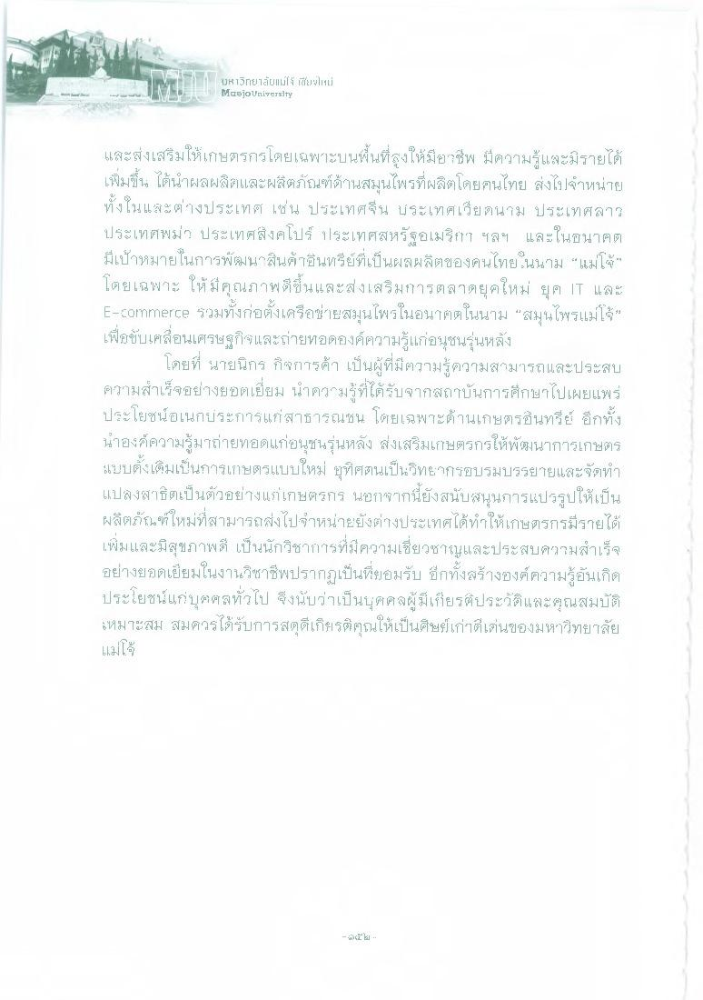 MJU มหาวิทยาลัยแม่โจ้ เชียงใหม่
Maejo University
และส่งเสริมให้เกษตรกรโดยเฉพาะบนพื้นที่สูงให้มีอาชีพ มีความรู้และมีรายได้
เพิ่มขึ้น ได้นำผลผลิตและผลิตภัณฑ์ด้านสมุนไพรที่ผลิตโดยคนไทย ส่งไปจำหน่าย
ทั้งในและต่างประเทศ เช่น ประเทศจีน ประเทศเวียดนาม ประเทศลาว
ประเทศพม่า ประเทศสิงคโปร์ ประเทศสหรัฐอเมริกา ฯลฯ และในอนาคต
มีเป้าหมายในการพัฒนาสินค้าอินทรีย์ที่เป็นผลผลิตของคนไทยในนาม “แม่โจ้”
โดยเฉพาะ ให้มีคุณภาพดีขึ้นและส่งเสริมการตลาดยุคใหม่ ยุค IT และ
E-commerce รวมทั้งก่อตั้งเครือข่ายสมุนไพรในอนาคตในนาม “สมุนไพรแม่โจ้”
เพื่อขับเคลื่อนเศรษฐกิจและถ่ายทอดองค์ความรู้แก่อนุชนรุ่นหลัง
โดยที่ นายนิกร กิจการค้า เป็นผู้ที่มีความรู้ความสามารถและประสบ
ความสำเร็จอย่างยอดเยี่ยม นำความรู้ที่ได้รับจากสถาบันการศึกษาไปเผยแพร่
ประโยชน์อเนกประการแก่สาธารณชน โดยเฉพาะด้านเกษตรอินทรีย์ อีกทั้ง
นำองค์ความรู้มาถ่ายทอดแก่อนุชนรุ่นหลัง ส่งเสริมเกษตรกรให้พัฒนาการเกษตร
แบบดั้งเดิมเป็นการเกษตรแบบใหม่ อุทิศตนเป็นวิทยากรอบรมบรรยายและจัดทำ
แปลงสาธิตเป็นตัวอย่างแก่เกษตรกร นอกจากนี้ยังสนับสนุนการแปรรูปให้เป็น
ผลิตภัณฑ์ใหม่ที่สามารถส่งไปจำหน่ายยังต่างประเทศได้ทำให้เกษตรกรมีรายได้
เพิ่มและมีสุขภาพดี เป็นนักวิชาการที่มีความเชี่ยวชาญและประสบความสำเร็จ
อย่างยอดเยี่ยมในงานวิชาชีพปรากฏเป็นที่ยอมรับ อีกทั้งสร้างองค์ความรู้อันเกิด
ประโยชน์แก่บุคคลทั่วไป จึงนับว่าเป็นบุคคลผู้มีเกียรติประวัติและคุณสมบัติ
เหมาะสม สมควรได้รับการสดุดีเกียรติคุณให้เป็นศิษย์เก่าดีเด่นของมหาวิทยาลัย
แม่โจ้
-๑๕๒-